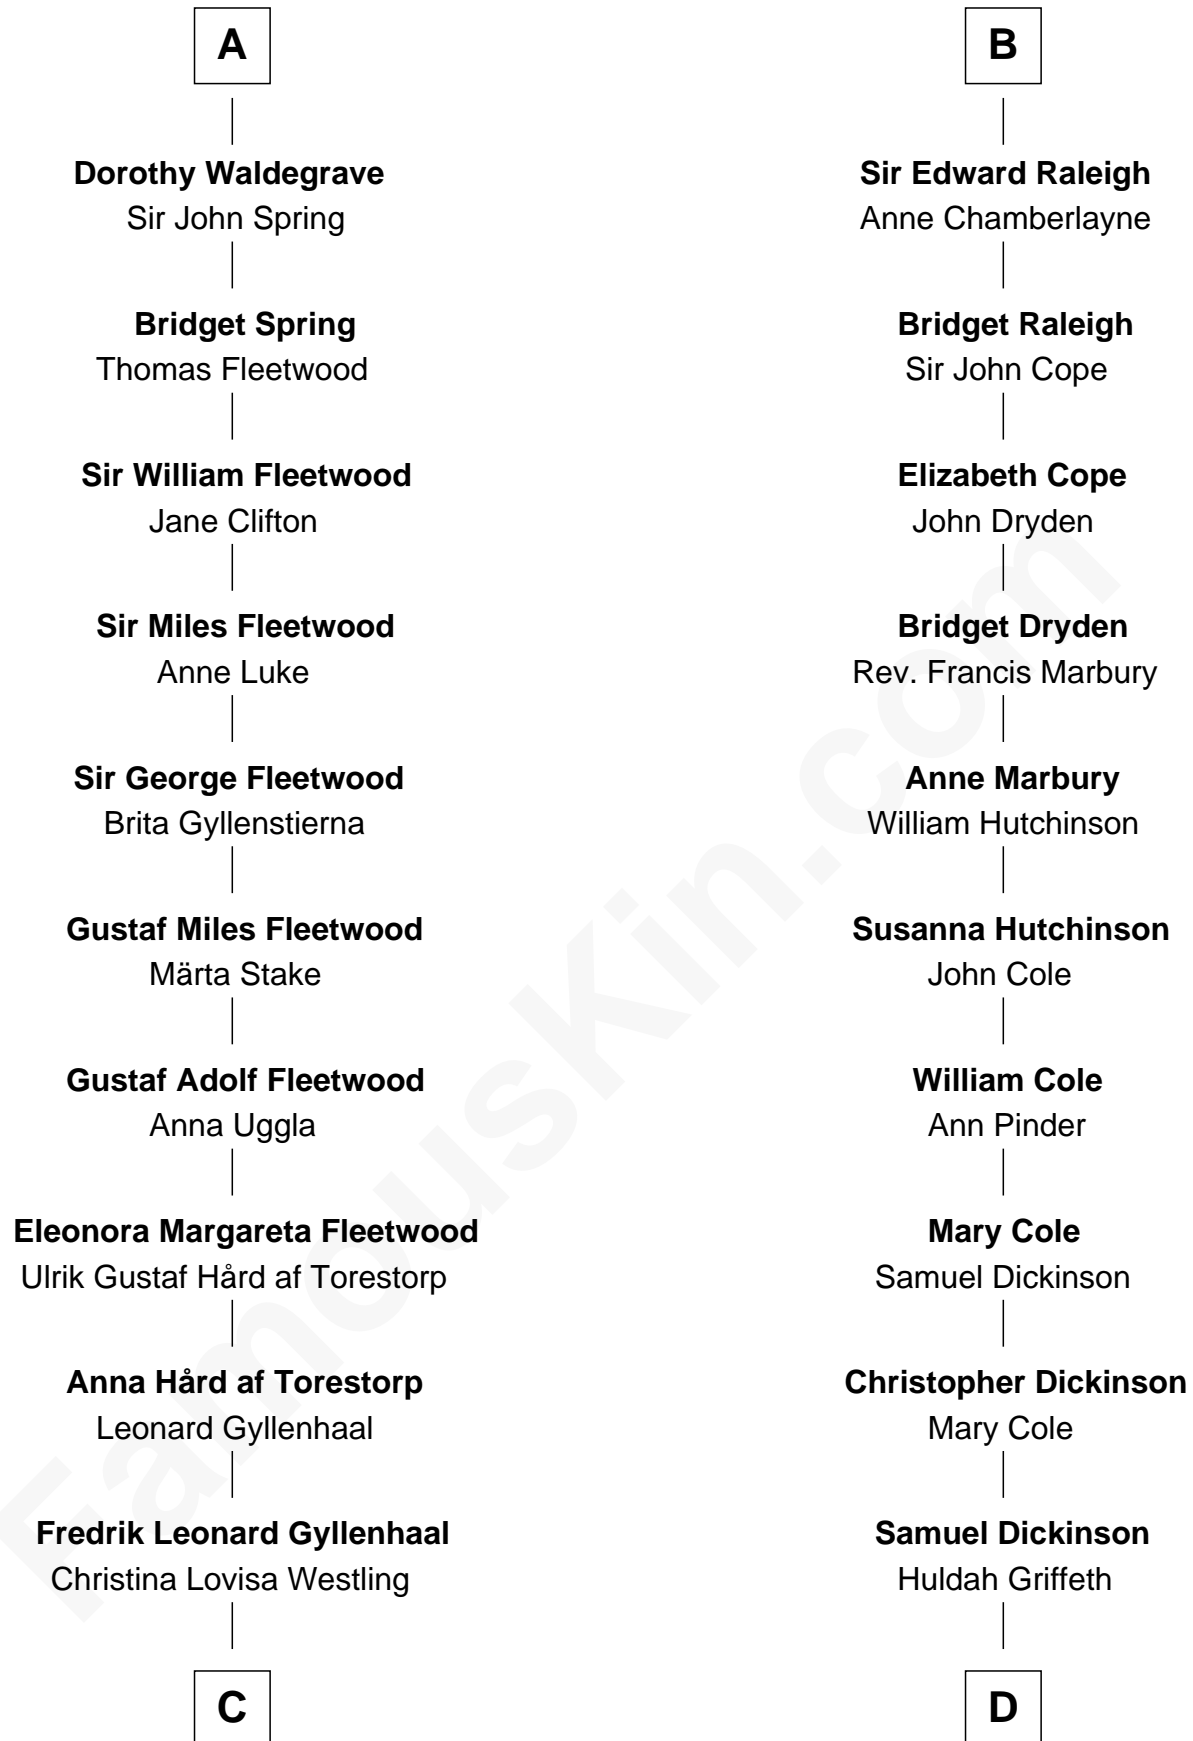 A
Dorothy Waldegrave
Sir John Spring
Bridget Spring
Thomas Fleetwood
Sir William Fleetwood
Jane Clifton
Sir Miles Fleetwood
Anne Luke
Sir George Fleetwood
Brita Gyllenstierna
Gustaf Miles Fleetwood
Märta Stake
Gustaf Adolf Fleetwood
Anna Uggla
Eleonora Margareta Fleetwood
Ulrik Gustaf Hård af Torestorp
Anna Hård af Torestorp
Leonard Gyllenhaal
Fredrik Leonard Gyllenhaal
Christina Lovisa Westling
C
B
Sir Edward Raleigh
Anne Chamberlayne
Bridget Raleigh
Sir John Cope
Elizabeth Cope
John Dryden
Bridget Dryden
Rev. Francis Marbury
Anne Marbury
William Hutchinson
Susanna Hutchinson
John Cole
William Cole
Ann Pinder
Mary Cole
Samuel Dickinson
Christopher Dickinson
Mary Cole
Samuel Dickinson
Huldah Griffeth
D
FamousKin.com